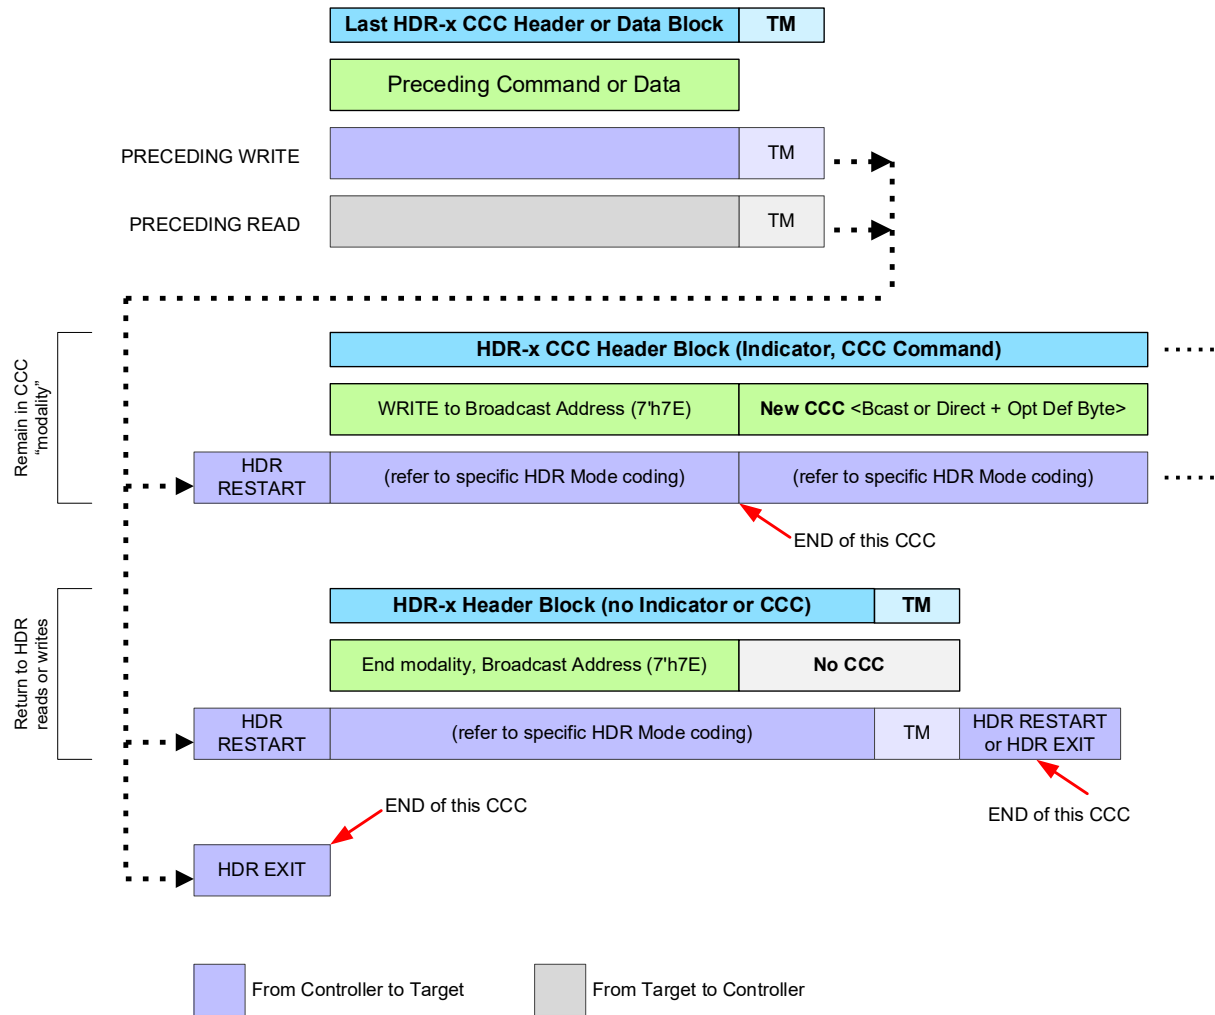 Last HDR-x CCC Header or Data Block TM
Preceding Command or Data
PRECEDING WRITE TM
PRECEDING READ TM
Remain in CCC
“modality”
HDR-x CCC Header Block (Indicator, CCC Command)
WRITE to Broadcast Address (7'h7E) New CCC <Bcast or Direct + Opt Def Byte>
HDR
RESTART
(refer to specific HDR Mode coding) (refer to specific HDR Mode coding)
END of this CCC
Return to HDR
reads or writes
HDR-x Header Block (no Indicator or CCC) TM
End modality, Broadcast Address (7'h7E) No CCC
HDR
RESTART
(refer to specific HDR Mode coding) TM
HDR RESTART
or HDR EXIT
END of this CCC
END of this CCC
HDR EXIT
From Controller to Target
From Target to Controller